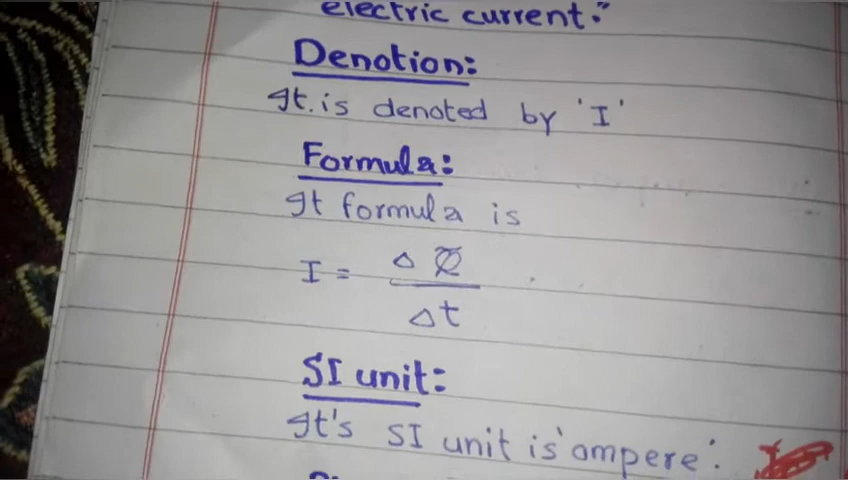 electric current."
Denotion:
It is denoted by 'I'
Formula:
It formula is
I = ΔQ
Δt
SI unit:
It's SI unit is 'ompere'.